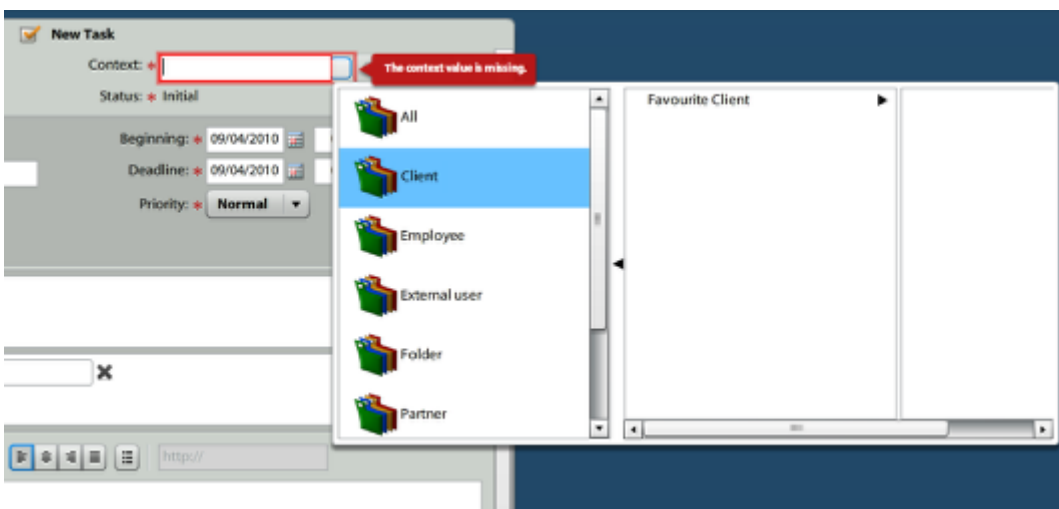 New Task
Context: *
The context value is missing.
Status: * Initial
Beginning: * 09/04/2010
Deadline: * 09/04/2010
Priority: * Normal
All
Client
Employee
External user
Folder
Partner
Favourite Client
http://